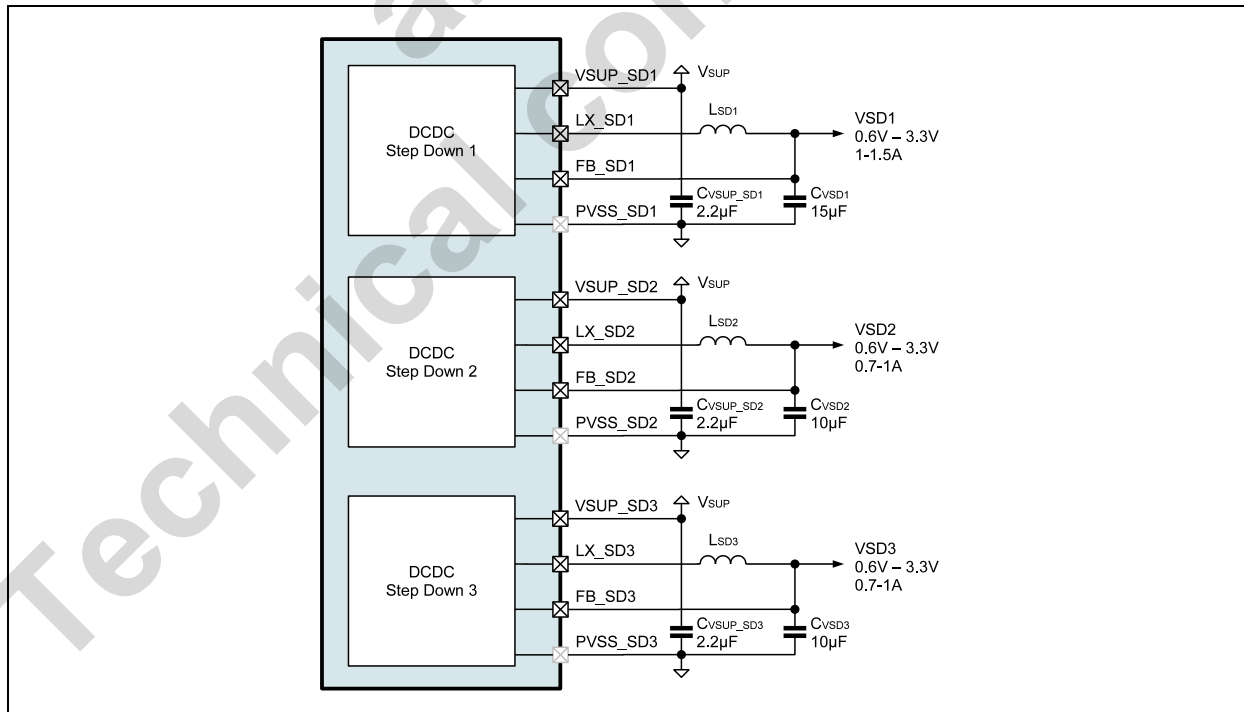 VSUP_SD1
VSUP
LX_SD1
LSD1
VSD1
0.6V – 3.3V
1-1.5A
DCDC
Step Down 1
FB_SD1
CVSUP_SD1
2.2µF
CVSD1
15µF
PVSS_SD1
VSUP_SD2
VSUP
LX_SD2
LSD2
VSD2
0.6V – 3.3V
0.7-1A
DCDC
Step Down 2
FB_SD2
CVSUP_SD2
2.2µF
CVSD2
10µF
PVSS_SD2
VSUP_SD3
VSUP
LX_SD3
LSD3
VSD3
0.6V – 3.3V
0.7-1A
DCDC
Step Down 3
FB_SD3
CVSUP_SD3
2.2µF
CVSD3
10µF
PVSS_SD3
Technical